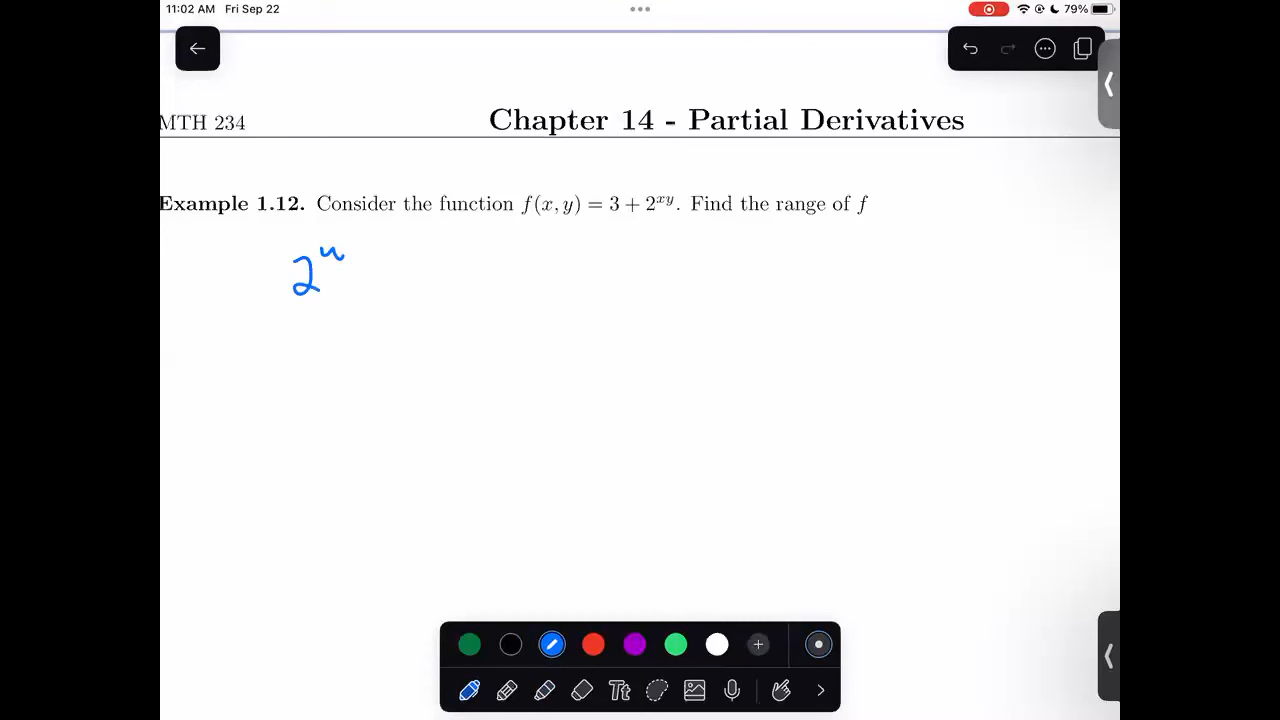 11:02 AM Fri Sep 22
79%
MTH 234
Chapter 14 - Partial Derivatives
Example 1.12. Consider the function f(x, y) = 3 + 2^{xy}. Find the range of f
2^u
Tt